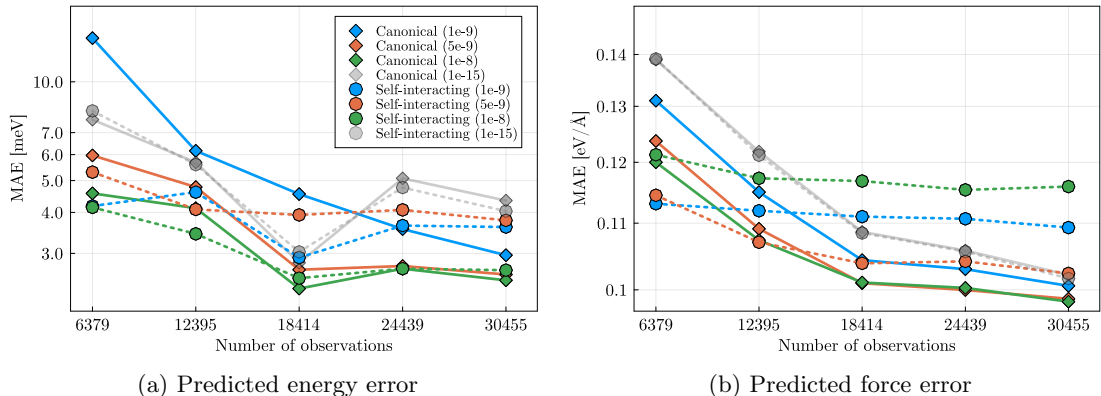 MAE [meV]
10.0
7.0
6.0
5.0
4.0
3.0
Canonical (1e-9)
Canonical (5e-9)
Canonical (1e-8)
Canonical (1e-15)
Self-interacting (1e-9)
Self-interacting (5e-9)
Self-interacting (1e-8)
Self-interacting (1e-15)
6379 12395 18414 24439 30455
Number of observations
(a) Predicted energy error
MAE [eV/Å]
0.14
0.13
0.12
0.11
0.1
6379 12395 18414 24439 30455
Number of observations
(b) Predicted force error